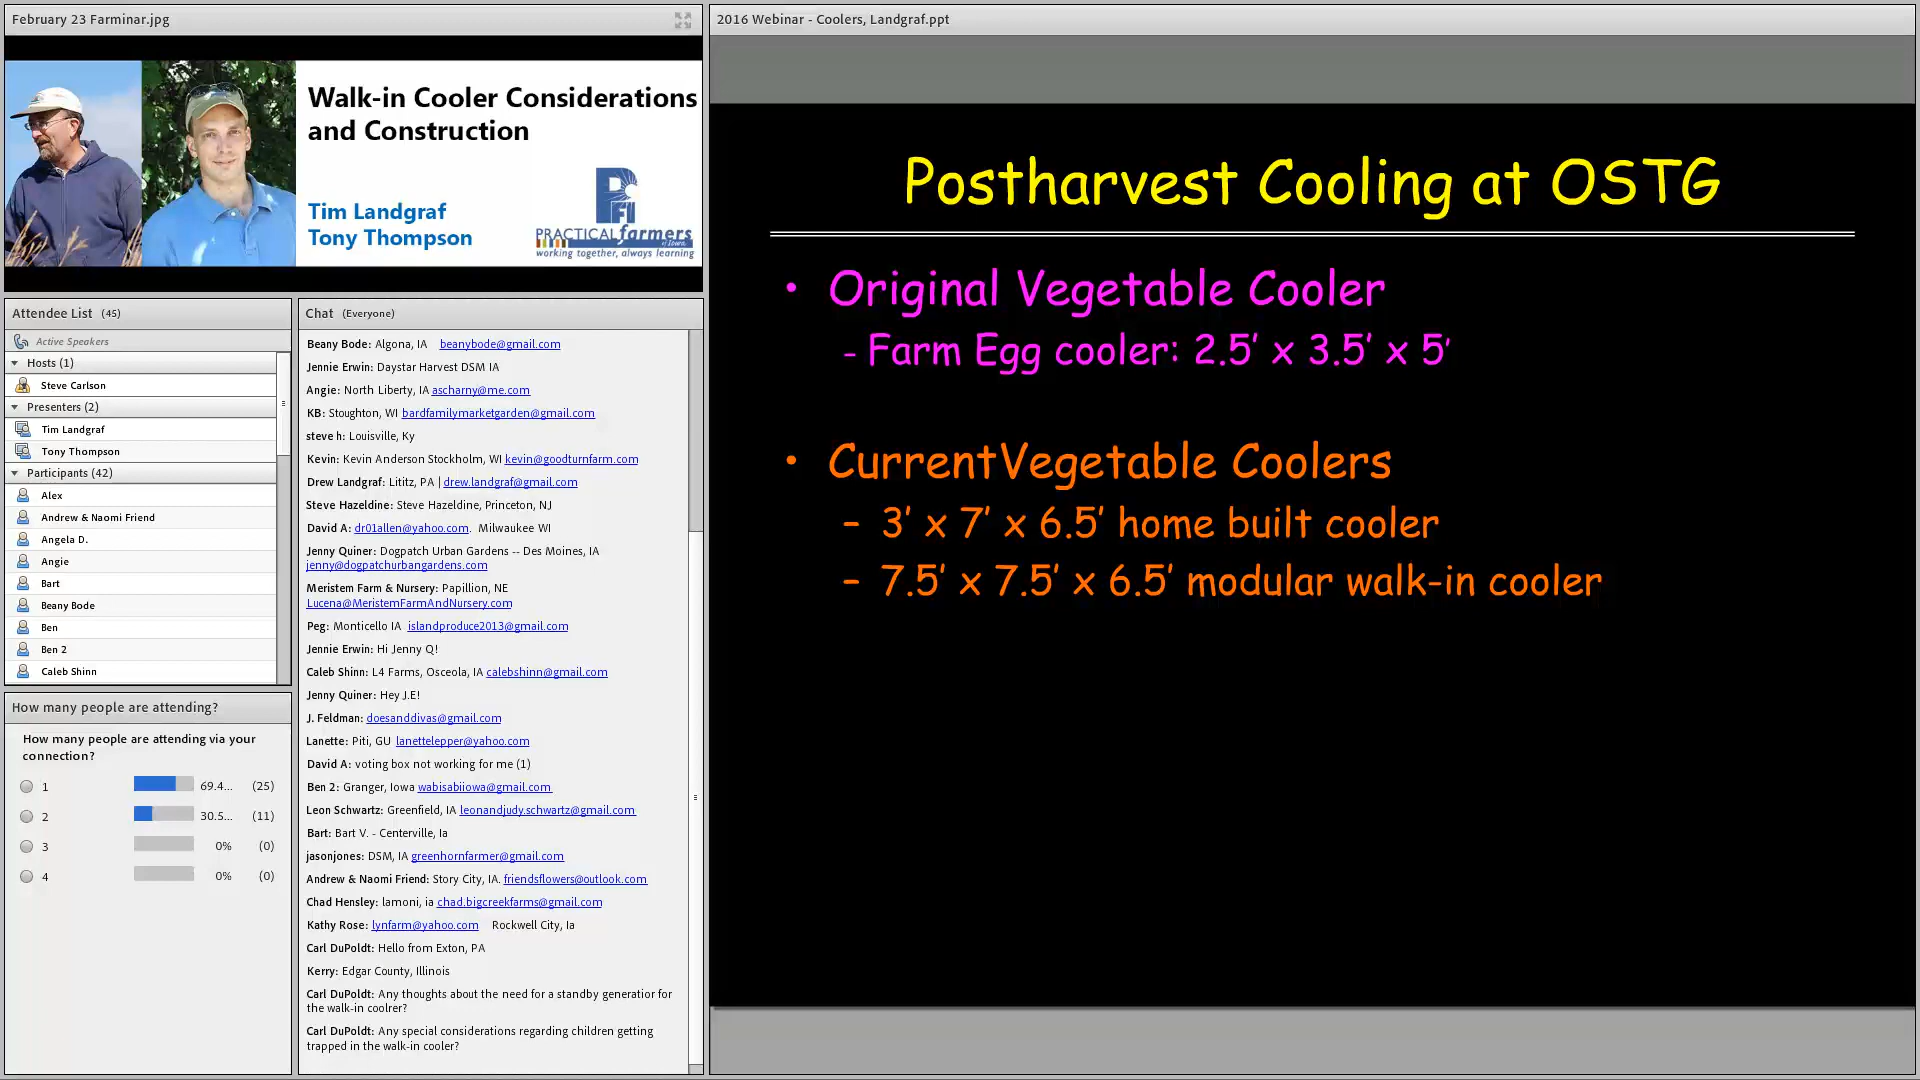 February 23 Farminar.jpg
Walk-in Cooler Considerations
and Construction
Tim Landgraf
Tony Thompson
PFI
PRACTICAL farmers
of Iowa
working together, always learning
Attendee List (45)
Active Speakers
Hosts (1)
Steve Carlson
Presenters (2)
Tim Landgraf
Tony Thompson
Participants (42)
Alex
Andrew & Naomi Friend
Angela D.
Angie
Bart
Beany Bode
Ben
Ben 2
Caleb Shinn
How many people are attending?
How many people are attending via your
connection?
1 69.4... (25)
2 30.5... (11)
3 0% (0)
4 0% (0)
Chat (Everyone)
Beany Bode: Algona, IA beanybode@gmail.com
Jennie Erwin: Daystar Harvest DSM IA
Angie: North Liberty, IA ascharny@me.com
KB: Stoughton, WI bardfamilymarketgarden@gmail.com
steve h: Louisville, Ky
Kevin: Kevin Anderson Stockholm, WI kevin@goodturnfarm.com
Drew Landgraf: Lititz, PA | drew.landgraf@gmail.com
Steve Hazeldine: Steve Hazeldine, Princeton, NJ
David A: dr01allen@yahoo.com. Milwaukee WI
Jenny Quiner: Dogpatch Urban Gardens -- Des Moines, IA
jenny@dogpatchurbangardens.com
Meristem Farm & Nursery: Papillion, NE
Lucena@MeristemFarmAndNursery.com
Peg: Monticello IA islandproduce2013@gmail.com
Jennie Erwin: Hi Jenny Q!
Caleb Shinn: L4 Farms, Osceola, IA calebshinn@gmail.com
Jenny Quiner: Hey J.E!
J. Feldman: doesanddivas@gmail.com
Lanette: Piti, GU lanettelepper@yahoo.com
David A: voting box not working for me (1)
Ben 2: Granger, Iowa wabisabiiowa@gmail.com
Leon Schwartz: Greenfield, IA leonandjudy.schwartz@gmail.com
Bart: Bart V. - Centerville, Ia
jasonjones: DSM, IA greenhornfarmer@gmail.com
Andrew & Naomi Friend: Story City, IA. friendsflowers@outlook.com
Chad Hensley: lamoni, ia chad.bigcreekfarms@gmail.com
Kathy Rose: lynfarm@yahoo.com Rockwell City, Ia
Carl DuPoldt: Hello from Exton, PA
Kerry: Edgar County, Illinois
Carl DuPoldt: Any thoughts about the need for a standby generatior for
the walk-in coolrer?
Carl DuPoldt: Any special considerations regarding children getting
trapped in the walk-in cooler?
2016 Webinar - Coolers, Landgraf.ppt
Postharvest Cooling at OSTG
• Original Vegetable Cooler
- Farm Egg cooler: 2.5' x 3.5' x 5'
• CurrentVegetable Coolers
– 3' x 7' x 6.5' home built cooler
– 7.5' x 7.5' x 6.5' modular walk-in cooler